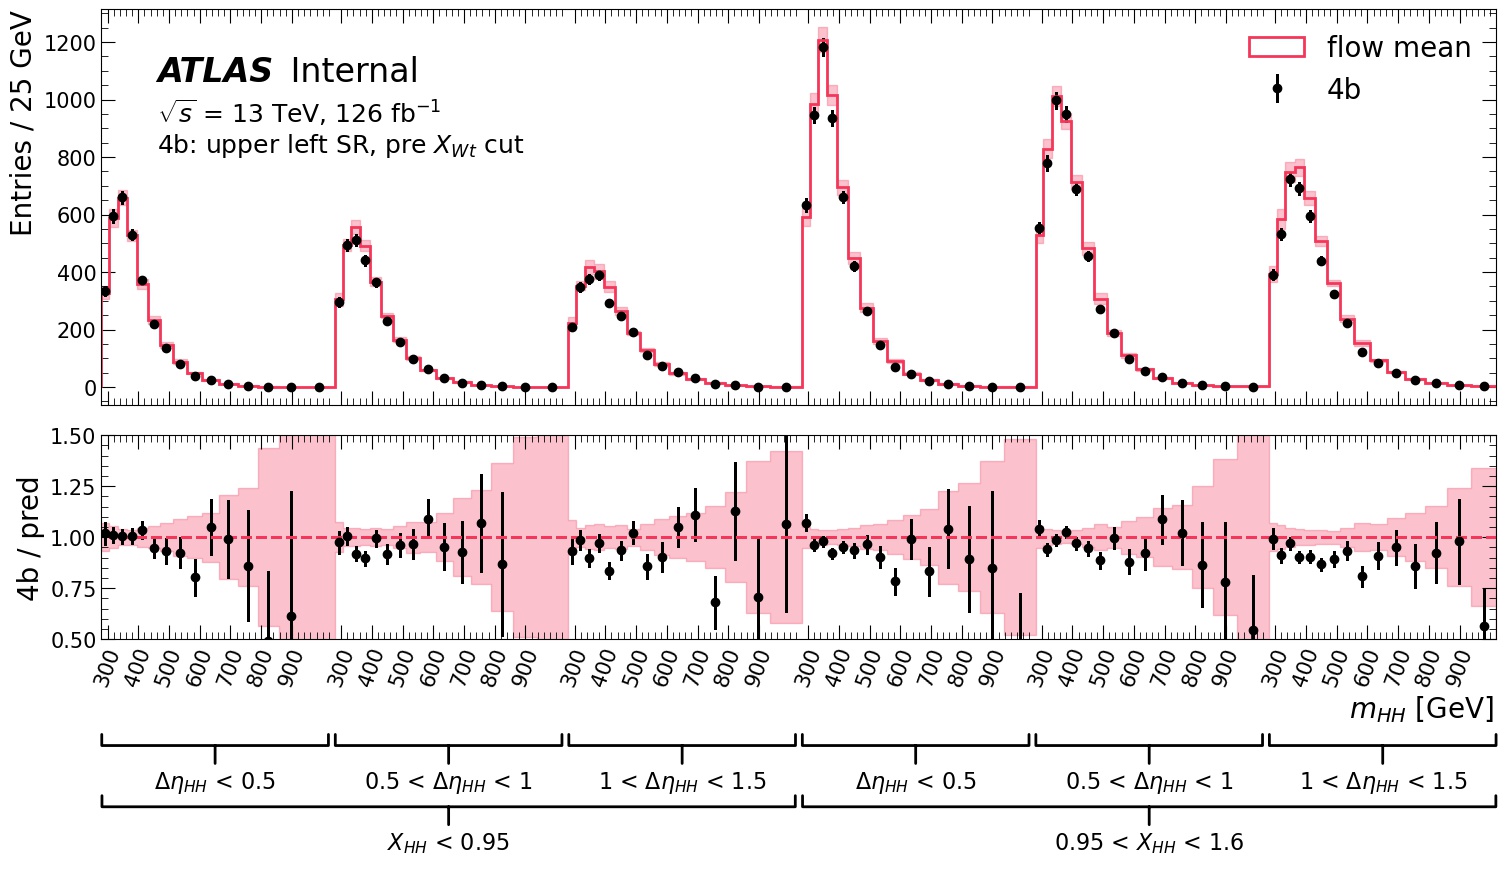 Entries / 25 GeV
1200
1000
800
600
400
200
0
ATLAS Internal
√s = 13 TeV, 126 fb⁻¹
4b: upper left SR, pre X_Wt cut
flow mean
4b
4b / pred
1.50
1.25
1.00
0.75
0.50
300 400 500 600 700 800 900 300 400 500 600 700 800 900 300 400 500 600 700 800 900 300 400 500 600 700 800 900 300 400 500 600 700 800 900 300 400 500 600 700 800 900
m_HH [GeV]
Δη_HH < 0.5 0.5 < Δη_HH < 1 1 < Δη_HH < 1.5 Δη_HH < 0.5 0.5 < Δη_HH < 1 1 < Δη_HH < 1.5
X_HH < 0.95 0.95 < X_HH < 1.6